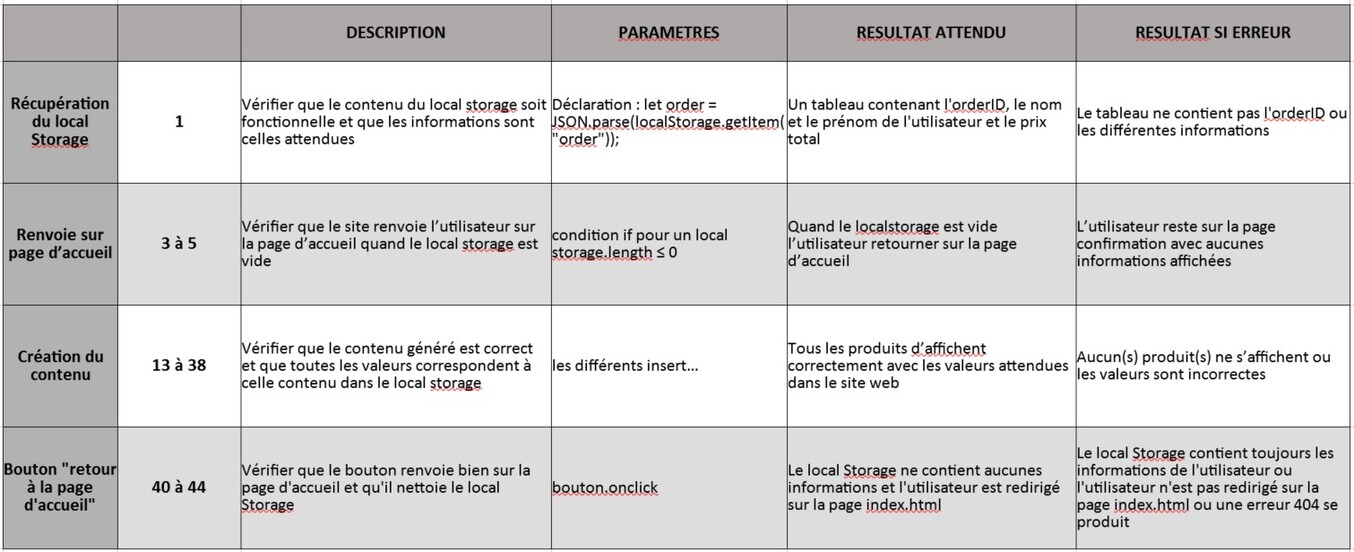 DESCRIPTION
PARAMETRES
RESULTAT ATTENDU
RESULTAT SI ERREUR
Récupération
du local
Storage
1
Vérifier que le contenu du local storage soit
fonctionnelle et que les informations sont
celles attendues
Déclaration : let order =
JSON.parse(localStorage.getItem(
"order"));
Un tableau contenant l'orderID, le nom
et le prénom de l'utilisateur et le prix
total
Le tableau ne contient pas l'orderID ou
les différentes informations
Renvoie sur
page d’accueil
3 à 5
Vérifier que le site renvoie l’utilisateur sur
la page d’accueil quand le local storage est
vide
condition if pour un local
storage.length ≤ 0
Quand le localstorage est vide
l’utilisateur retourner sur la page
d’accueil
L’utilisateur reste sur la page
confirmation avec aucunes
informations affichées
Création du
contenu
13 à 38
Vérifier que le contenu généré est correct
et que toutes les valeurs correspondent à
celle contenu dans le local storage
les différents insert...
Tous les produits d’affichent
correctement avec les valeurs attendues
dans le site web
Aucun(s) produit(s) ne s’affichent ou
les valeurs sont incorrectes
Bouton "retour
à la page
d'accueil"
40 à 44
Vérifier que le bouton renvoie bien sur la
page d'accueil et qu'il nettoie le local
Storage
bouton.onclick
Le local Storage ne contient aucunes
informations et l'utilisateur est redirigé
sur la page index.html
Le local Storage contient toujours les
informations de l'utilisateur ou
l'utilisateur n'est pas redirigé sur la
page index.html ou une erreur 404 se
produit